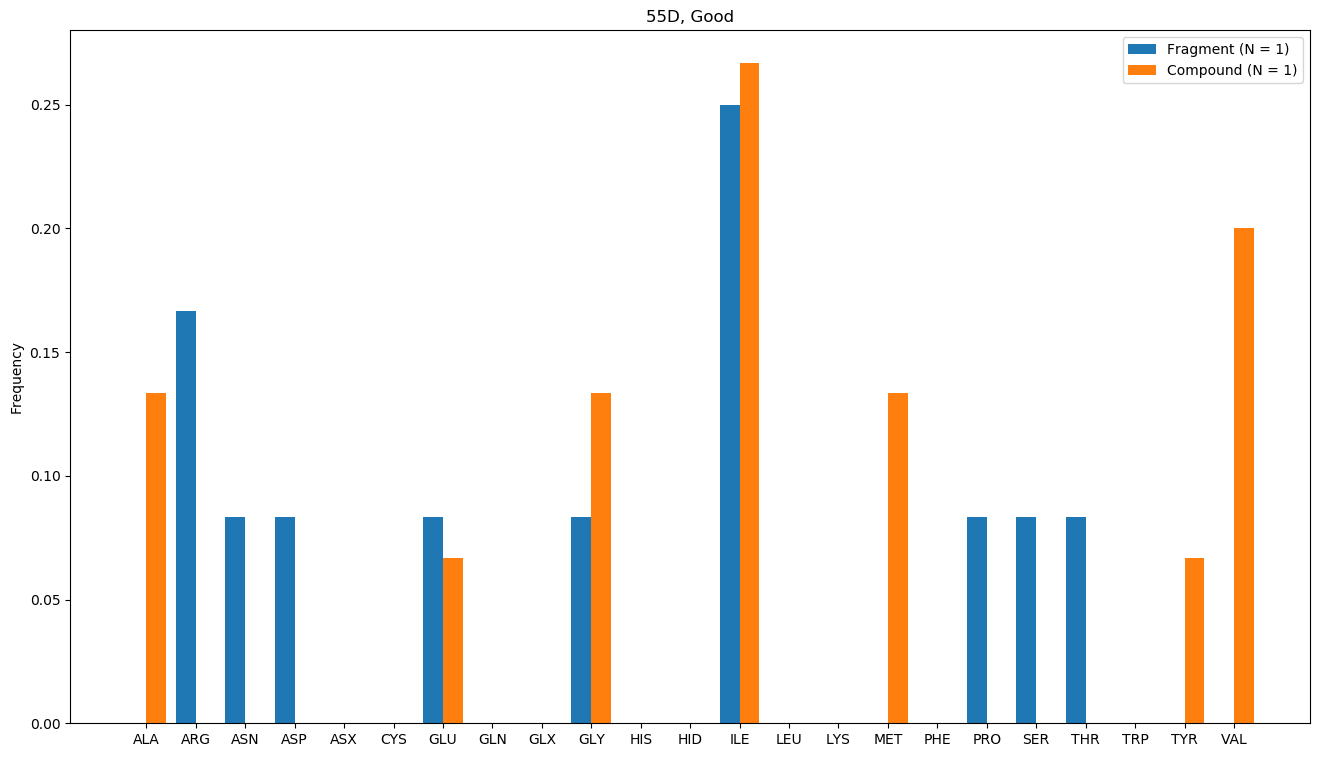 55D, Good
Fragment (N = 1)
Compound (N = 1)
Frequency
0.25
0.20
0.15
0.10
0.05
0.00
ALA ARG ASN ASP ASX CYS GLU GLN GLX GLY HIS HID ILE LEU LYS MET PHE PRO SER THR TRP TYR VAL